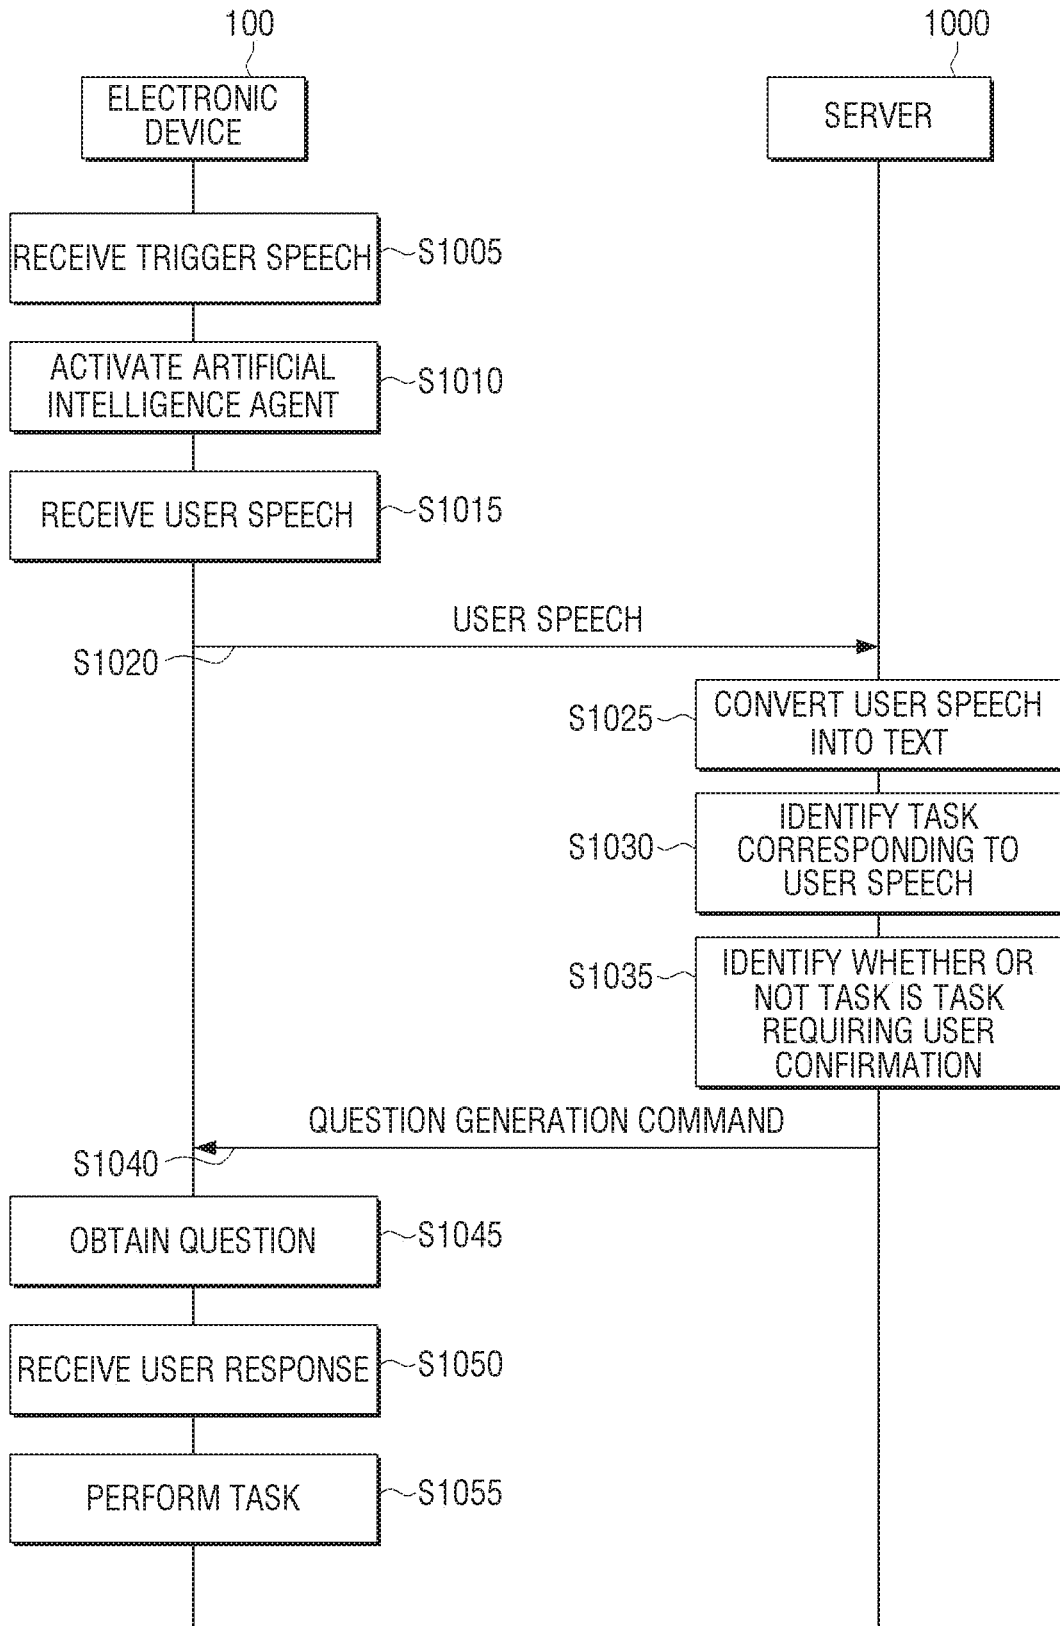 100
1000
ELECTRONIC
DEVICE
SERVER
RECEIVE TRIGGER SPEECH
S1005
ACTIVATE ARTIFICIAL
INTELLIGENCE AGENT
S1010
RECEIVE USER SPEECH
S1015
USER SPEECH
S1020
S1025
CONVERT USER SPEECH
INTO TEXT
S1030
IDENTIFY TASK
CORRESPONDING TO
USER SPEECH
S1035
IDENTIFY WHETHER OR
NOT TASK IS TASK
REQUIRING USER
CONFIRMATION
QUESTION GENERATION COMMAND
S1040
OBTAIN QUESTION
S1045
RECEIVE USER RESPONSE
S1050
PERFORM TASK
S1055